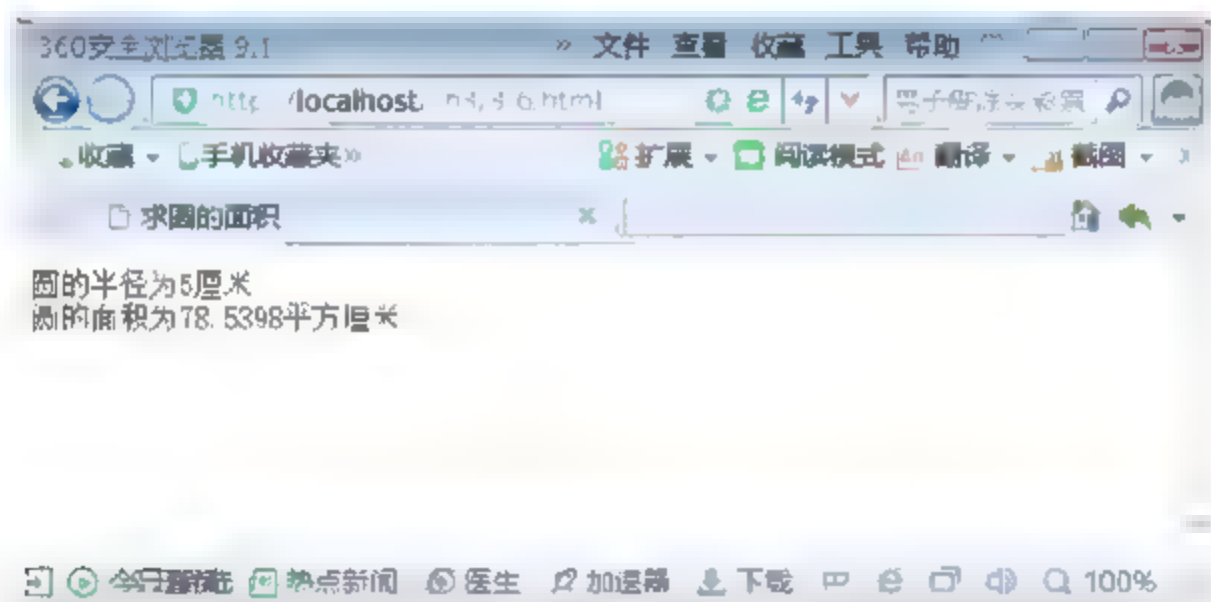 360安全浏览器 9.1 » 文件 查看 收藏 工具 帮助
localhost 6.html
收藏 手机收藏夹» 扩展 阅读模式 翻译 截图
求圆的面积
圆的半径为5厘米
圆的面积为78.5398平方厘米
热点新闻 医生 加速器 下载 100%